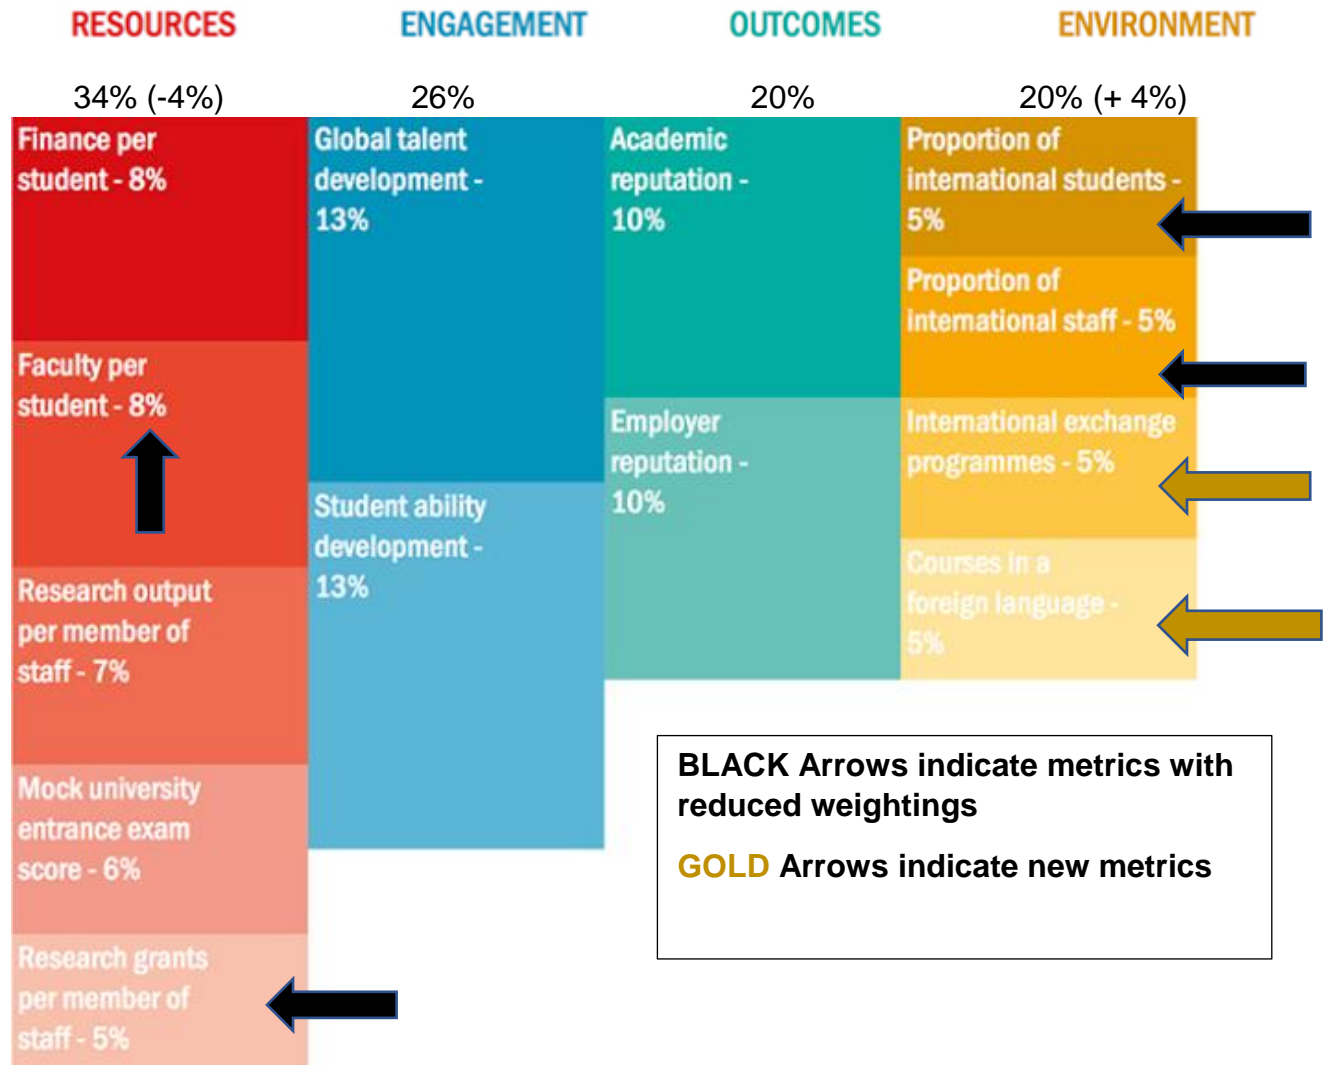 RESOURCES
34% (-4%)
Finance per
student - 8%
Faculty per
student - 8%
Research output
per member of
staff - 7%
Mock university
entrance exam
score - 6%
Research grants
per member of
staff - 5%
ENGAGEMENT
26%
Global talent
development -
13%
Student ability
development -
13%
OUTCOMES
20%
Academic
reputation -
10%
Employer
reputation -
10%
ENVIRONMENT
20% (+ 4%)
Proportion of
international students -
5%
Proportion of
international staff - 5%
International exchange
programmes - 5%
Courses in a
foreign language -
5%
BLACK Arrows indicate metrics with
reduced weightings
GOLD Arrows indicate new metrics